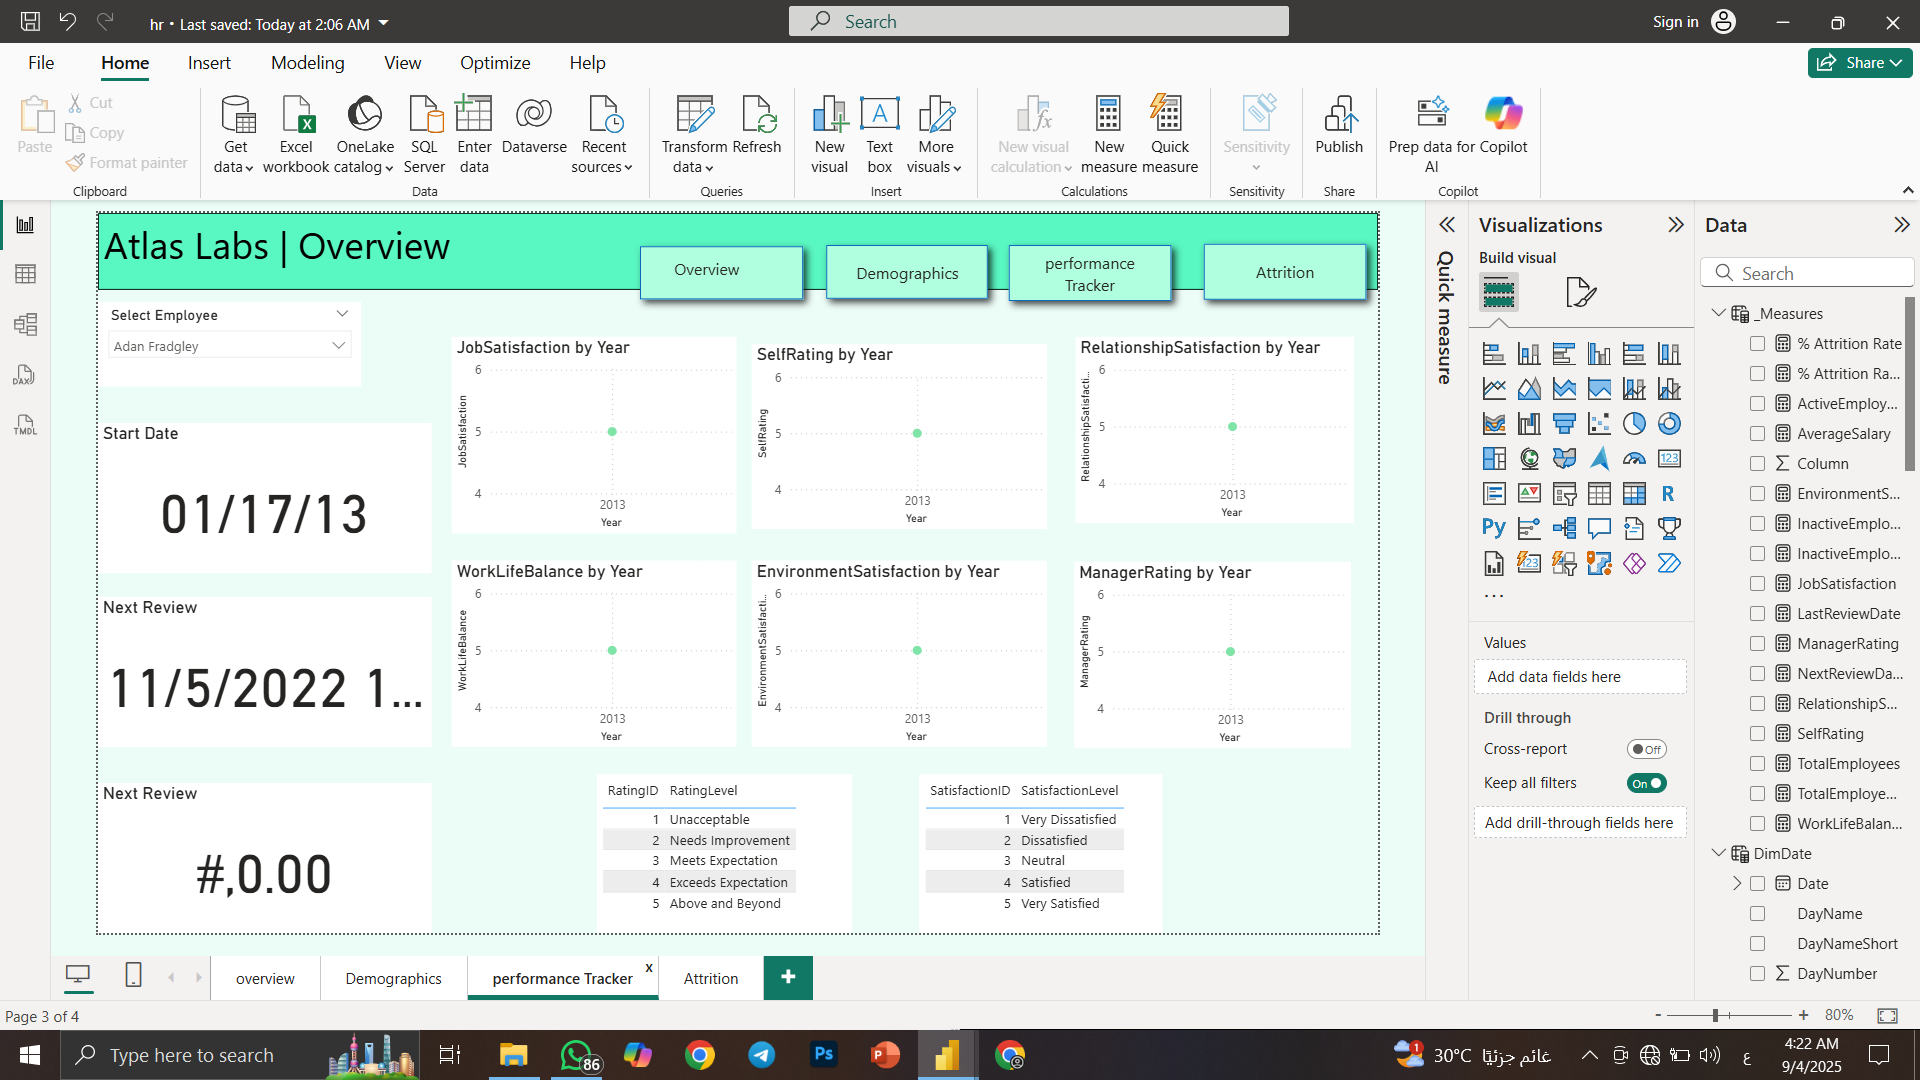 hr • Last saved: Today at 2:06 AM
Search
Sign in
File
Home
Insert
Modeling
View
Optimize
Help
Share
Paste
Cut
Copy
Format painter
Clipboard
Get data
Excel workbook
OneLake catalog
SQL Server
Enter data
Dataverse
Recent sources
Data
Transform data
Refresh
Queries
New visual
Text box
More visuals
Insert
New visual calculation
New measure
Quick measure
Calculations
Sensitivity
Sensitivity
Publish
Share
Prep data for AI
Copilot
Copilot
Atlas Labs | Overview
Overview
Demographics
performance
Tracker
Attrition
Select Employee
Adan Fradgley
Start Date
01/17/13
Next Review
11/5/2022 1...
Next Review
#,0.00
JobSatisfaction by Year
JobSatisfaction
6
5
4
2013
Year
SelfRating by Year
SelfRating
6
5
4
2013
Year
RelationshipSatisfaction by Year
RelationshipSatisfacti...
6
5
4
2013
Year
WorkLifeBalance by Year
WorkLifeBalance
6
5
4
2013
Year
EnvironmentSatisfaction by Year
EnvironmentSatisfacti...
6
5
4
2013
Year
ManagerRating by Year
ManagerRating
6
5
4
2013
Year
RatingID RatingLevel
1 Unacceptable
2 Needs Improvement
3 Meets Expectation
4 Exceeds Expectation
5 Above and Beyond
SatisfactionID SatisfactionLevel
1 Very Dissatisfied
2 Dissatisfied
3 Neutral
4 Satisfied
5 Very Satisfied
Quick measure
Visualizations
Build visual
123
R
Py
123
...
Values
Add data fields here
Drill through
Cross-report
Off
Keep all filters
On
Add drill-through fields here
Data
Search
_Measures
% Attrition Rate
% Attrition Ra...
ActiveEmploy...
AverageSalary
Column
EnvironmentS...
InactiveEmplo...
InactiveEmplo...
JobSatisfaction
LastReviewDate
ManagerRating
NextReviewDa...
RelationshipS...
SelfRating
TotalEmployees
TotalEmploye...
WorkLifeBalan...
DimDate
Date
DayName
DayNameShort
DayNumber
DAX
TMDL
overview
Demographics
performance Tracker
x
Attrition
+
Page 3 of 4
- + 80%
Type here to search
86
Ps
P
1
30°C غائم جزئيًا
ع
4:22 AM
9/4/2025